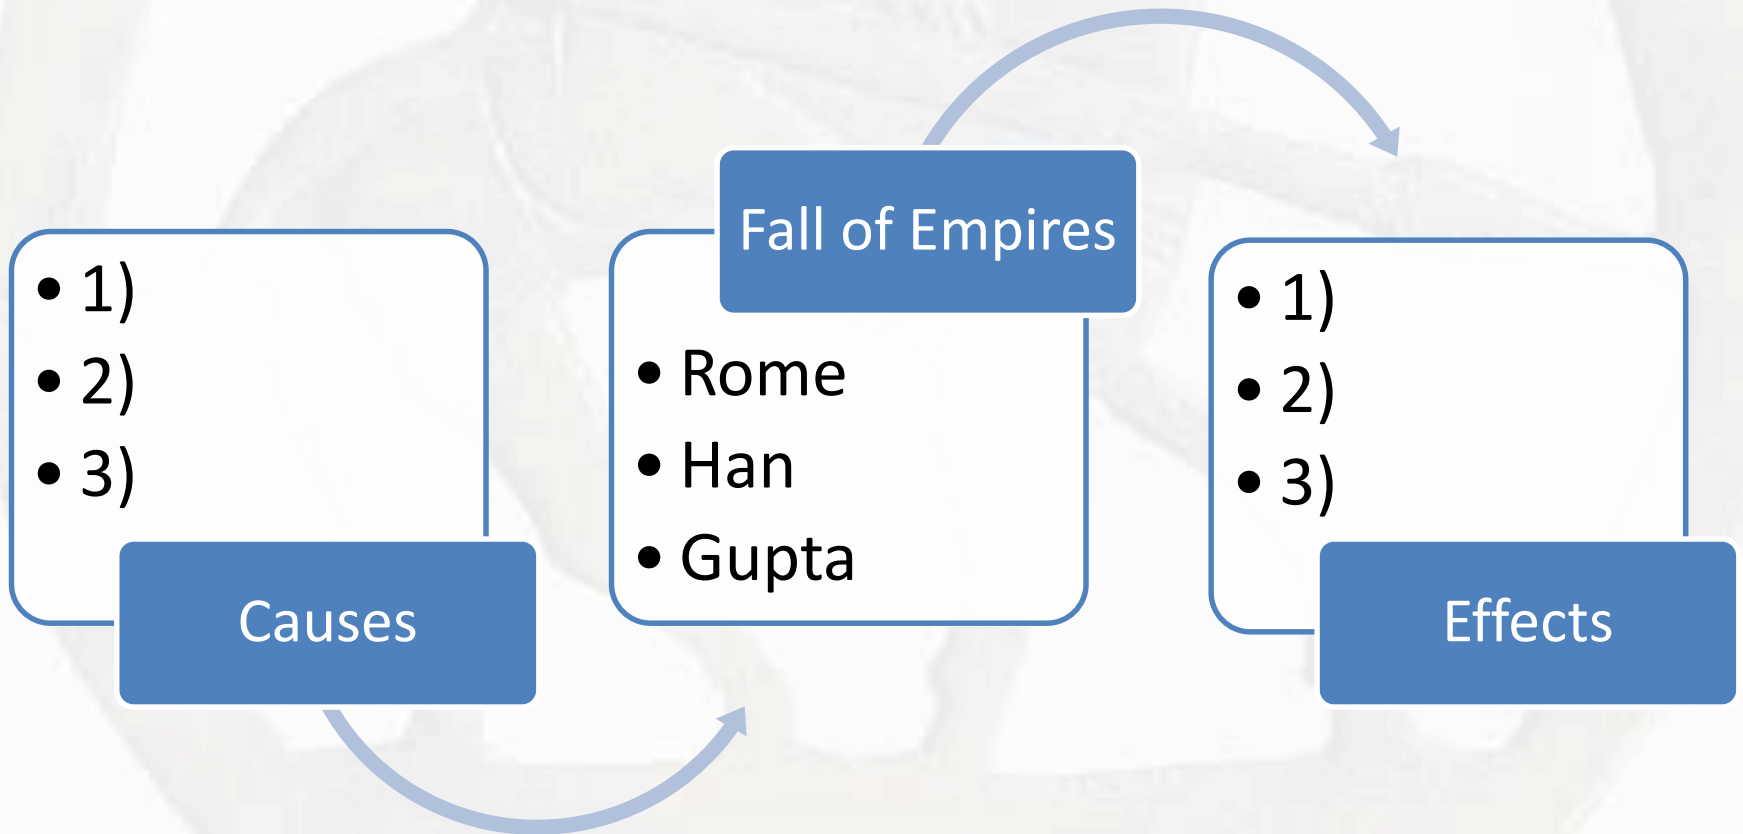 • 1)
• 2)
• 3)
Causes
Fall of Empires
• Rome
• Han
• Gupta
• 1)
• 2)
• 3)
Effects